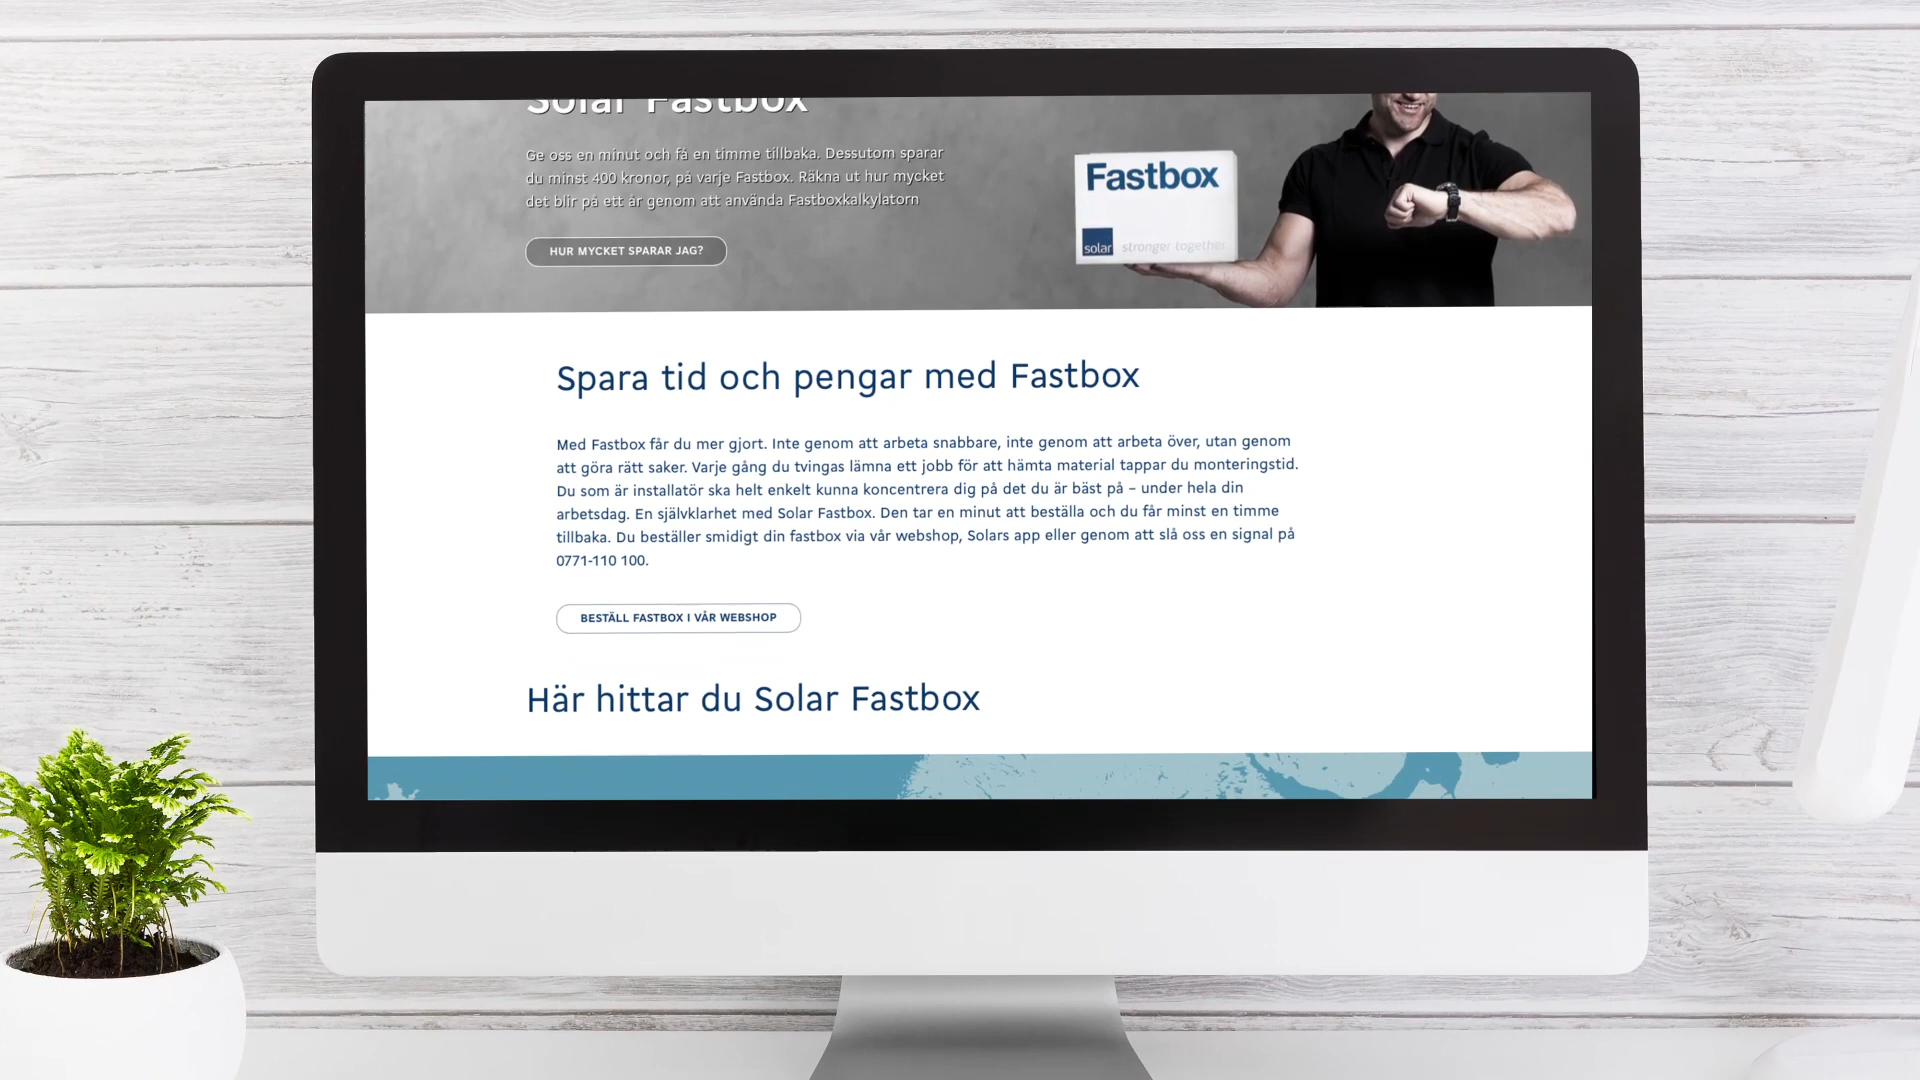 Solar Fastbox
Ge oss en minut och få en timme tillbaka. Dessutom sparar
du minst 400 kronor, på varje Fastbox. Räkna ut hur mycket
det blir på ett år genom att använda Fastboxkalkylatorn
HUR MYCKET SPARAR JAG?
Fastbox
solar stronger together
Spara tid och pengar med Fastbox
Med Fastbox får du mer gjort. Inte genom att arbeta snabbare, inte genom att arbeta över, utan genom
att göra rätt saker. Varje gång du tvingas lämna ett jobb för att hämta material tappar du monteringstid.
Du som är installatör ska helt enkelt kunna koncentrera dig på det du är bäst på – under hela din
arbetsdag. En självklarhet med Solar Fastbox. Den tar en minut att beställa och du får minst en timme
tillbaka. Du beställer smidigt din fastbox via vår webshop, Solars app eller genom att slå oss en signal på
0771-110 100.
BESTÄLL FASTBOX I VÅR WEBSHOP
Här hittar du Solar Fastbox